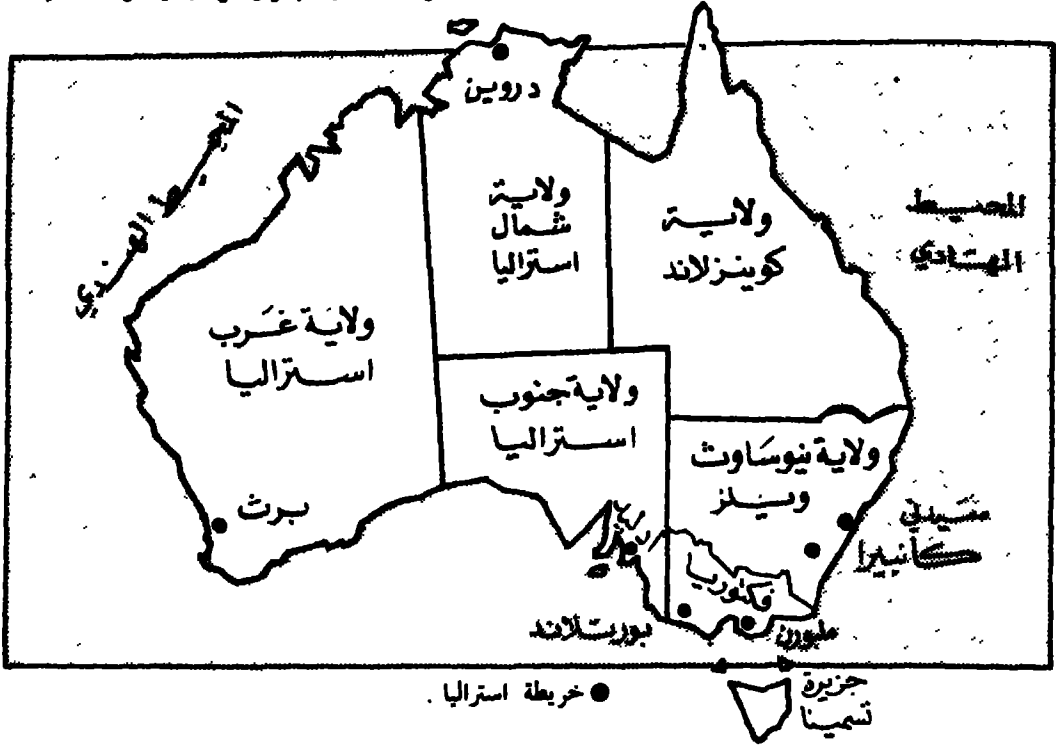 دروين
المحيط الهندي
ولاية
شمال
استراليا
ولاية
كوينزلاند
المحيط
الهادي
ولاية غرب
استراليا
ولاية جنوب
استراليا
ولاية نيوساوث
ويلز
برث
سيدني
كانبيرا
فكتوريا
بورتلاند
ملبورن
جزيرة
تسمينا
خريطة استراليا .